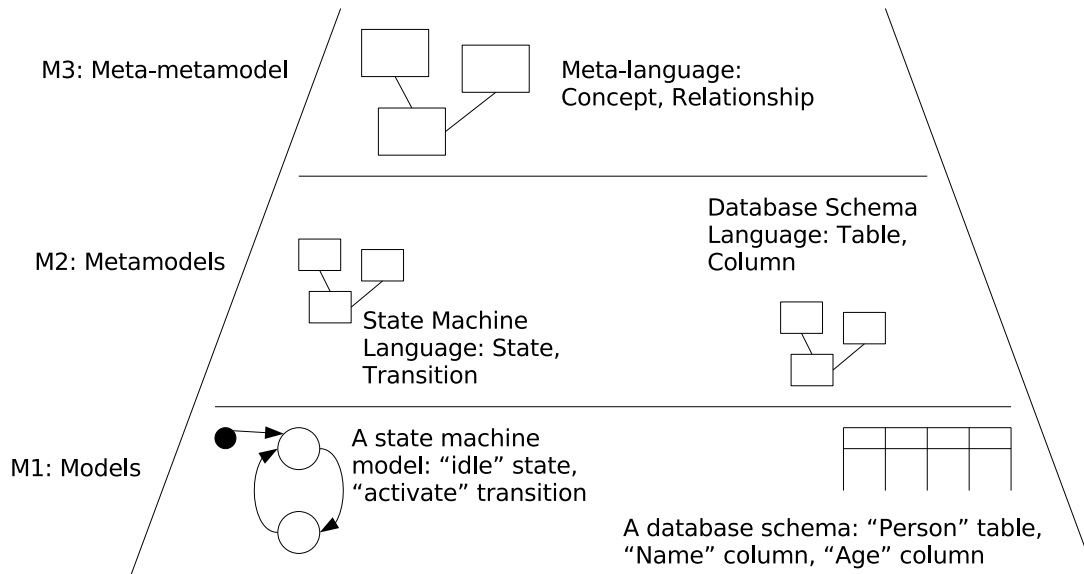 M3: Meta-metamodel
Meta-language:
Concept, Relationship
M2: Metamodels
Database Schema
Language: Table,
Column
State Machine
Language: State,
Transition
M1: Models
A state machine
model: “idle” state,
“activate” transition
A database schema: “Person” table,
“Name” column, “Age” column